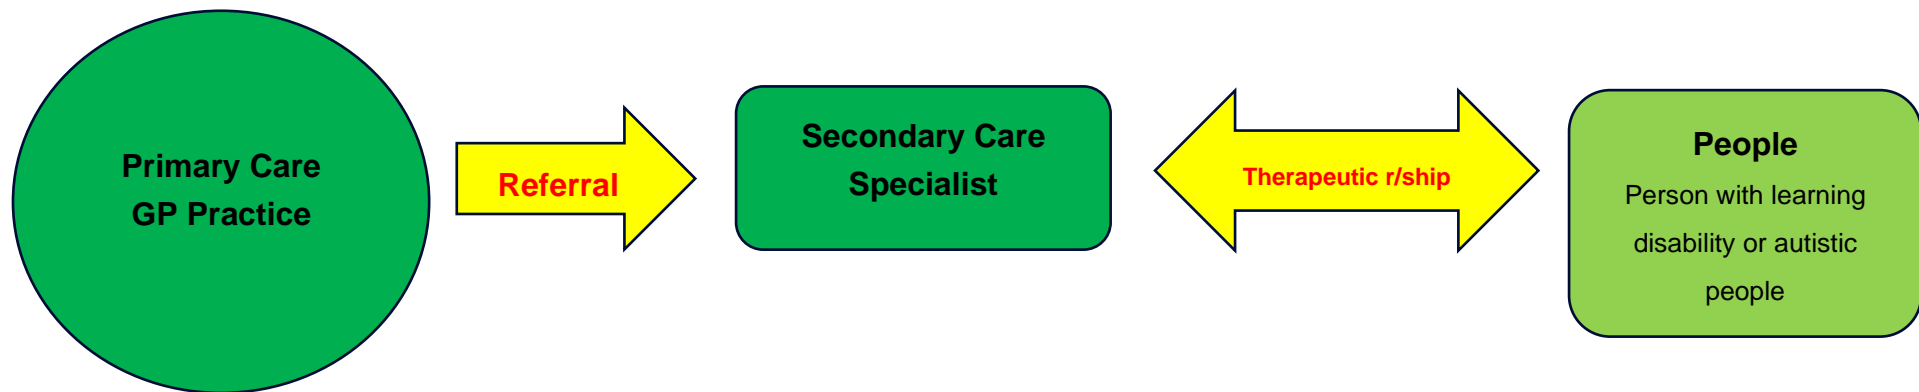 Primary Care
GP Practice
Referral
Secondary Care
Specialist
Therapeutic r/ship
People
Person with learning
disability or autistic
people